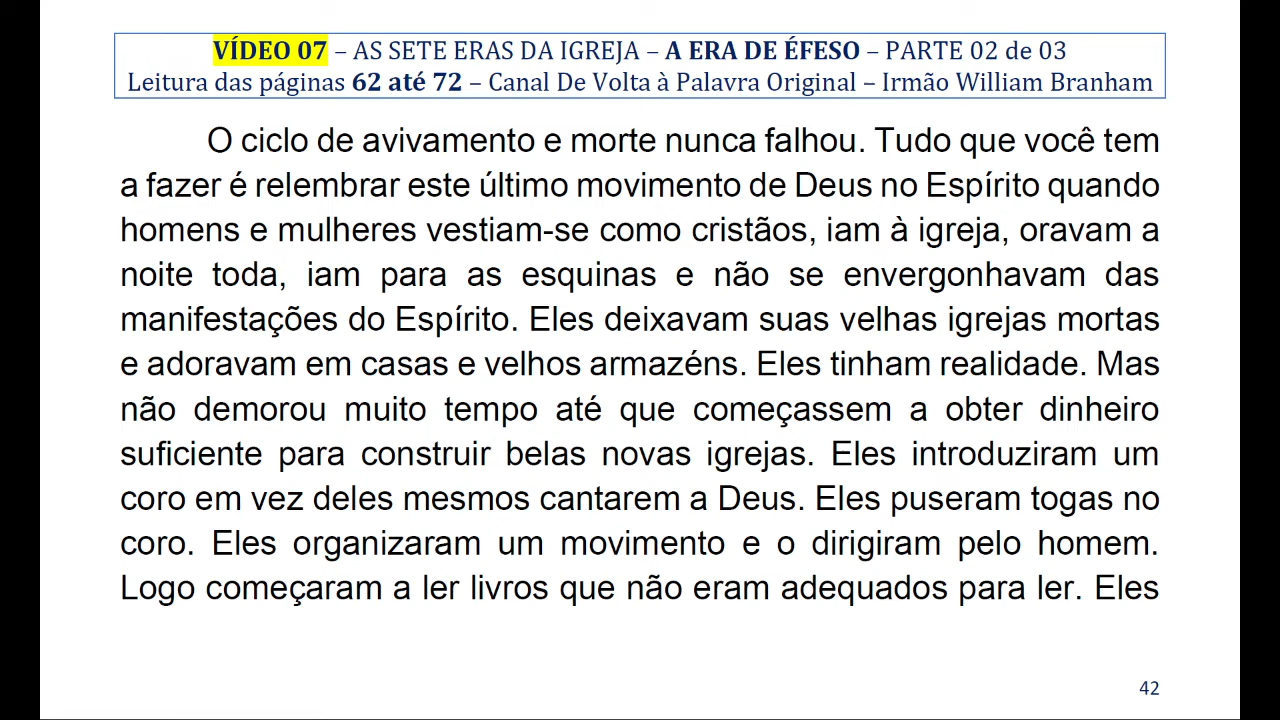 VÍDEO 07 – AS SETE ERAS DA IGREJA – A ERA DE ÉFESO – PARTE 02 de 03
Leitura das páginas 62 até 72 – Canal De Volta à Palavra Original – Irmão William Branham
O ciclo de avivamento e morte nunca falhou. Tudo que você tem
a fazer é relembrar este último movimento de Deus no Espírito quando
homens e mulheres vestiam-se como cristãos, iam à igreja, oravam a
noite toda, iam para as esquinas e não se envergonhavam das
manifestações do Espírito. Eles deixavam suas velhas igrejas mortas
e adoravam em casas e velhos armazéns. Eles tinham realidade. Mas
não demorou muito tempo até que começassem a obter dinheiro
suficiente para construir belas novas igrejas. Eles introduziram um
coro em vez deles mesmos cantarem a Deus. Eles puseram togas no
coro. Eles organizaram um movimento e o dirigiram pelo homem.
Logo começaram a ler livros que não eram adequados para ler. Eles
42